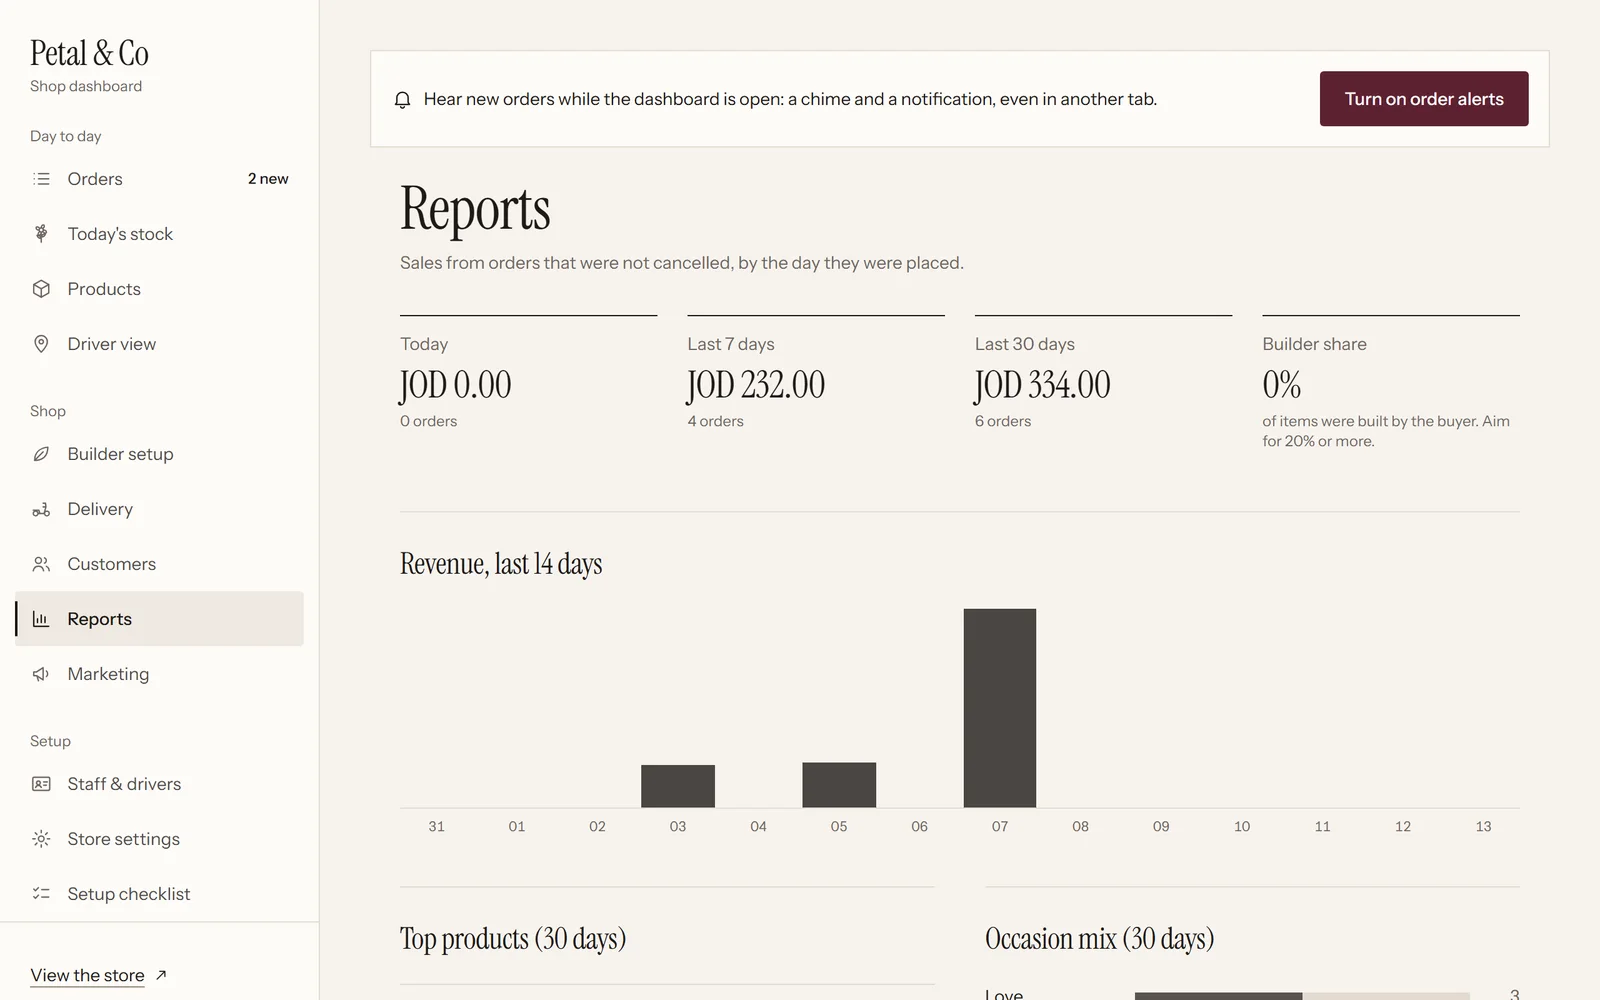 Petal & Co
Shop dashboard
Day to day
Orders 2 new
Today's stock
Products
Driver view
Shop
Builder setup
Delivery
Customers
Reports
Marketing
Setup
Staff & drivers
Store settings
Setup checklist
View the store
Hear new orders while the dashboard is open: a chime and a notification, even in another tab.
Turn on order alerts
Reports
Sales from orders that were not cancelled, by the day they were placed.
Today
JOD 0.00
0 orders
Last 7 days
JOD 232.00
4 orders
Last 30 days
JOD 334.00
6 orders
Builder share
0%
of items were built by the buyer. Aim
for 20% or more.
Revenue, last 14 days
31 01 02 03 04 05 06 07 08 09 10 11 12 13
Top products (30 days)
Occasion mix (30 days)
Love 3